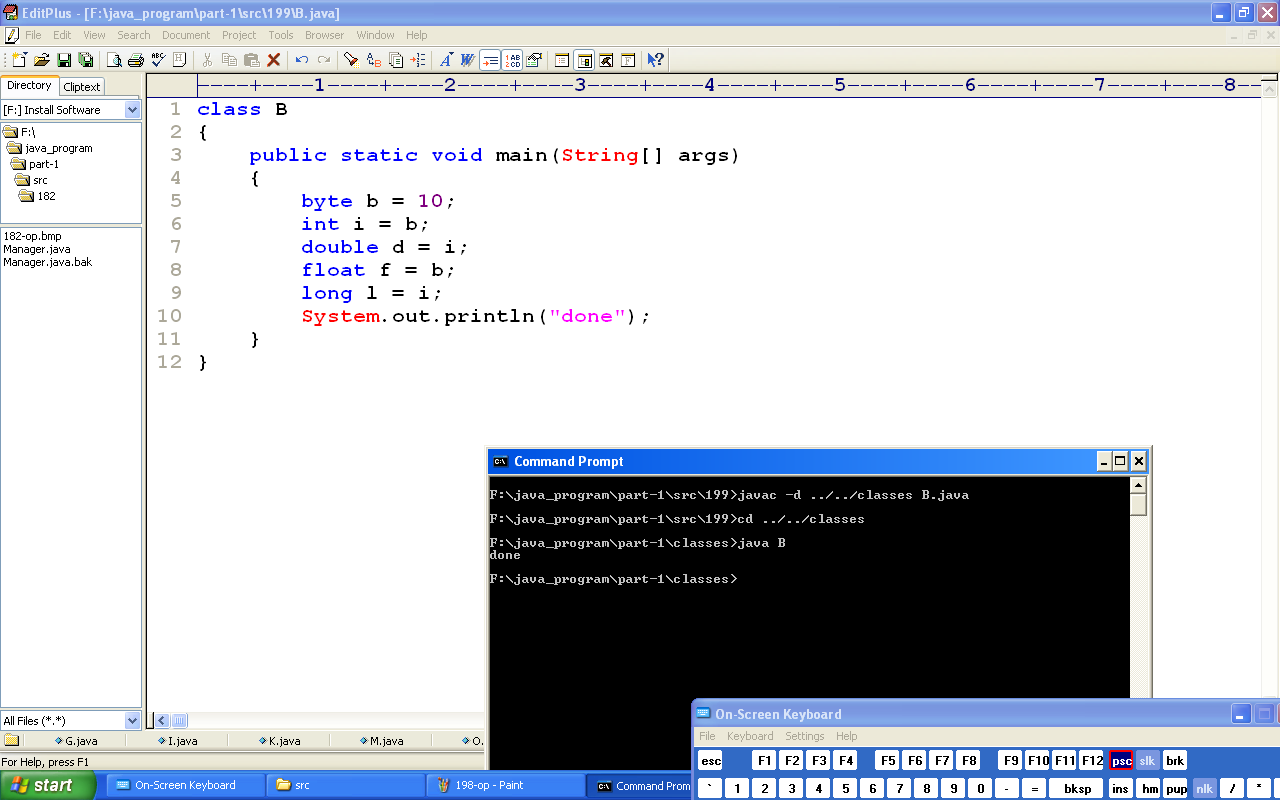 EditPlus - [F:\java_program\part-1\src\199\B.java]
File Edit View Search Document Project Tools Browser Window Help
Directory Cliptext
[F:] Install Software
F:\
java_program
part-1
src
182
182-op.bmp
Manager.java
Manager.java.bak
All Files (*.*)
----+----1----+----2----+----3----+----4----+----5----+----6----+----7----+----8--
1 class B
2 {
3 public static void main(String[] args)
4 {
5 byte b = 10;
6 int i = b;
7 double d = i;
8 float f = b;
9 long l = i;
10 System.out.println("done");
11 }
12 }
Command Prompt
F:\java_program\part-1\src\199>javac -d ../../classes B.java
F:\java_program\part-1\src\199>cd ../../classes
F:\java_program\part-1\classes>java B
done
F:\java_program\part-1\classes>
G.java I.java K.java M.java O.
For Help, press F1
On-Screen Keyboard
File Keyboard Settings Help
esc F1 F2 F3 F4 F5 F6 F7 F8 F9 F10 F11 F12 psc slk brk
` 1 2 3 4 5 6 7 8 9 0 - = bksp ins hm pup nlk / *
start On-Screen Keyboard src 198-op - Paint Command Prom